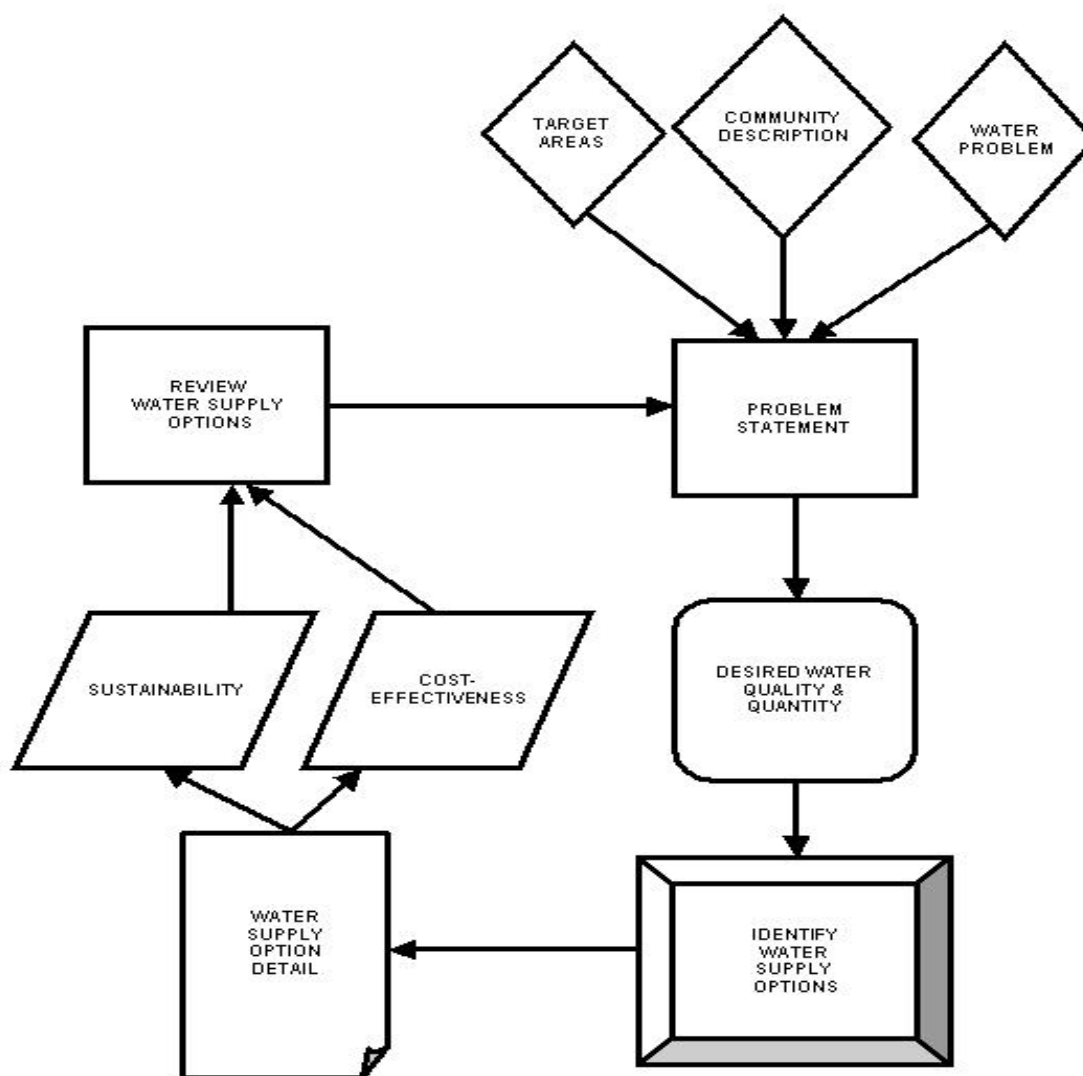 TARGET
AREAS
COMMUNITY
DESCRIPTION
WATER
PROBLEM
REVIEW
WATER SUPPLY
OPTIONS
PROBLEM
STATEMENT
SUSTAINABILITY
COST-
EFFECTIVENESS
DESIRED WATER
QUALITY &
QUANTITY
WATER
SUPPLY
OPTION
DETAIL
IDENTIFY
WATER
SUPPLY
OPTIONS